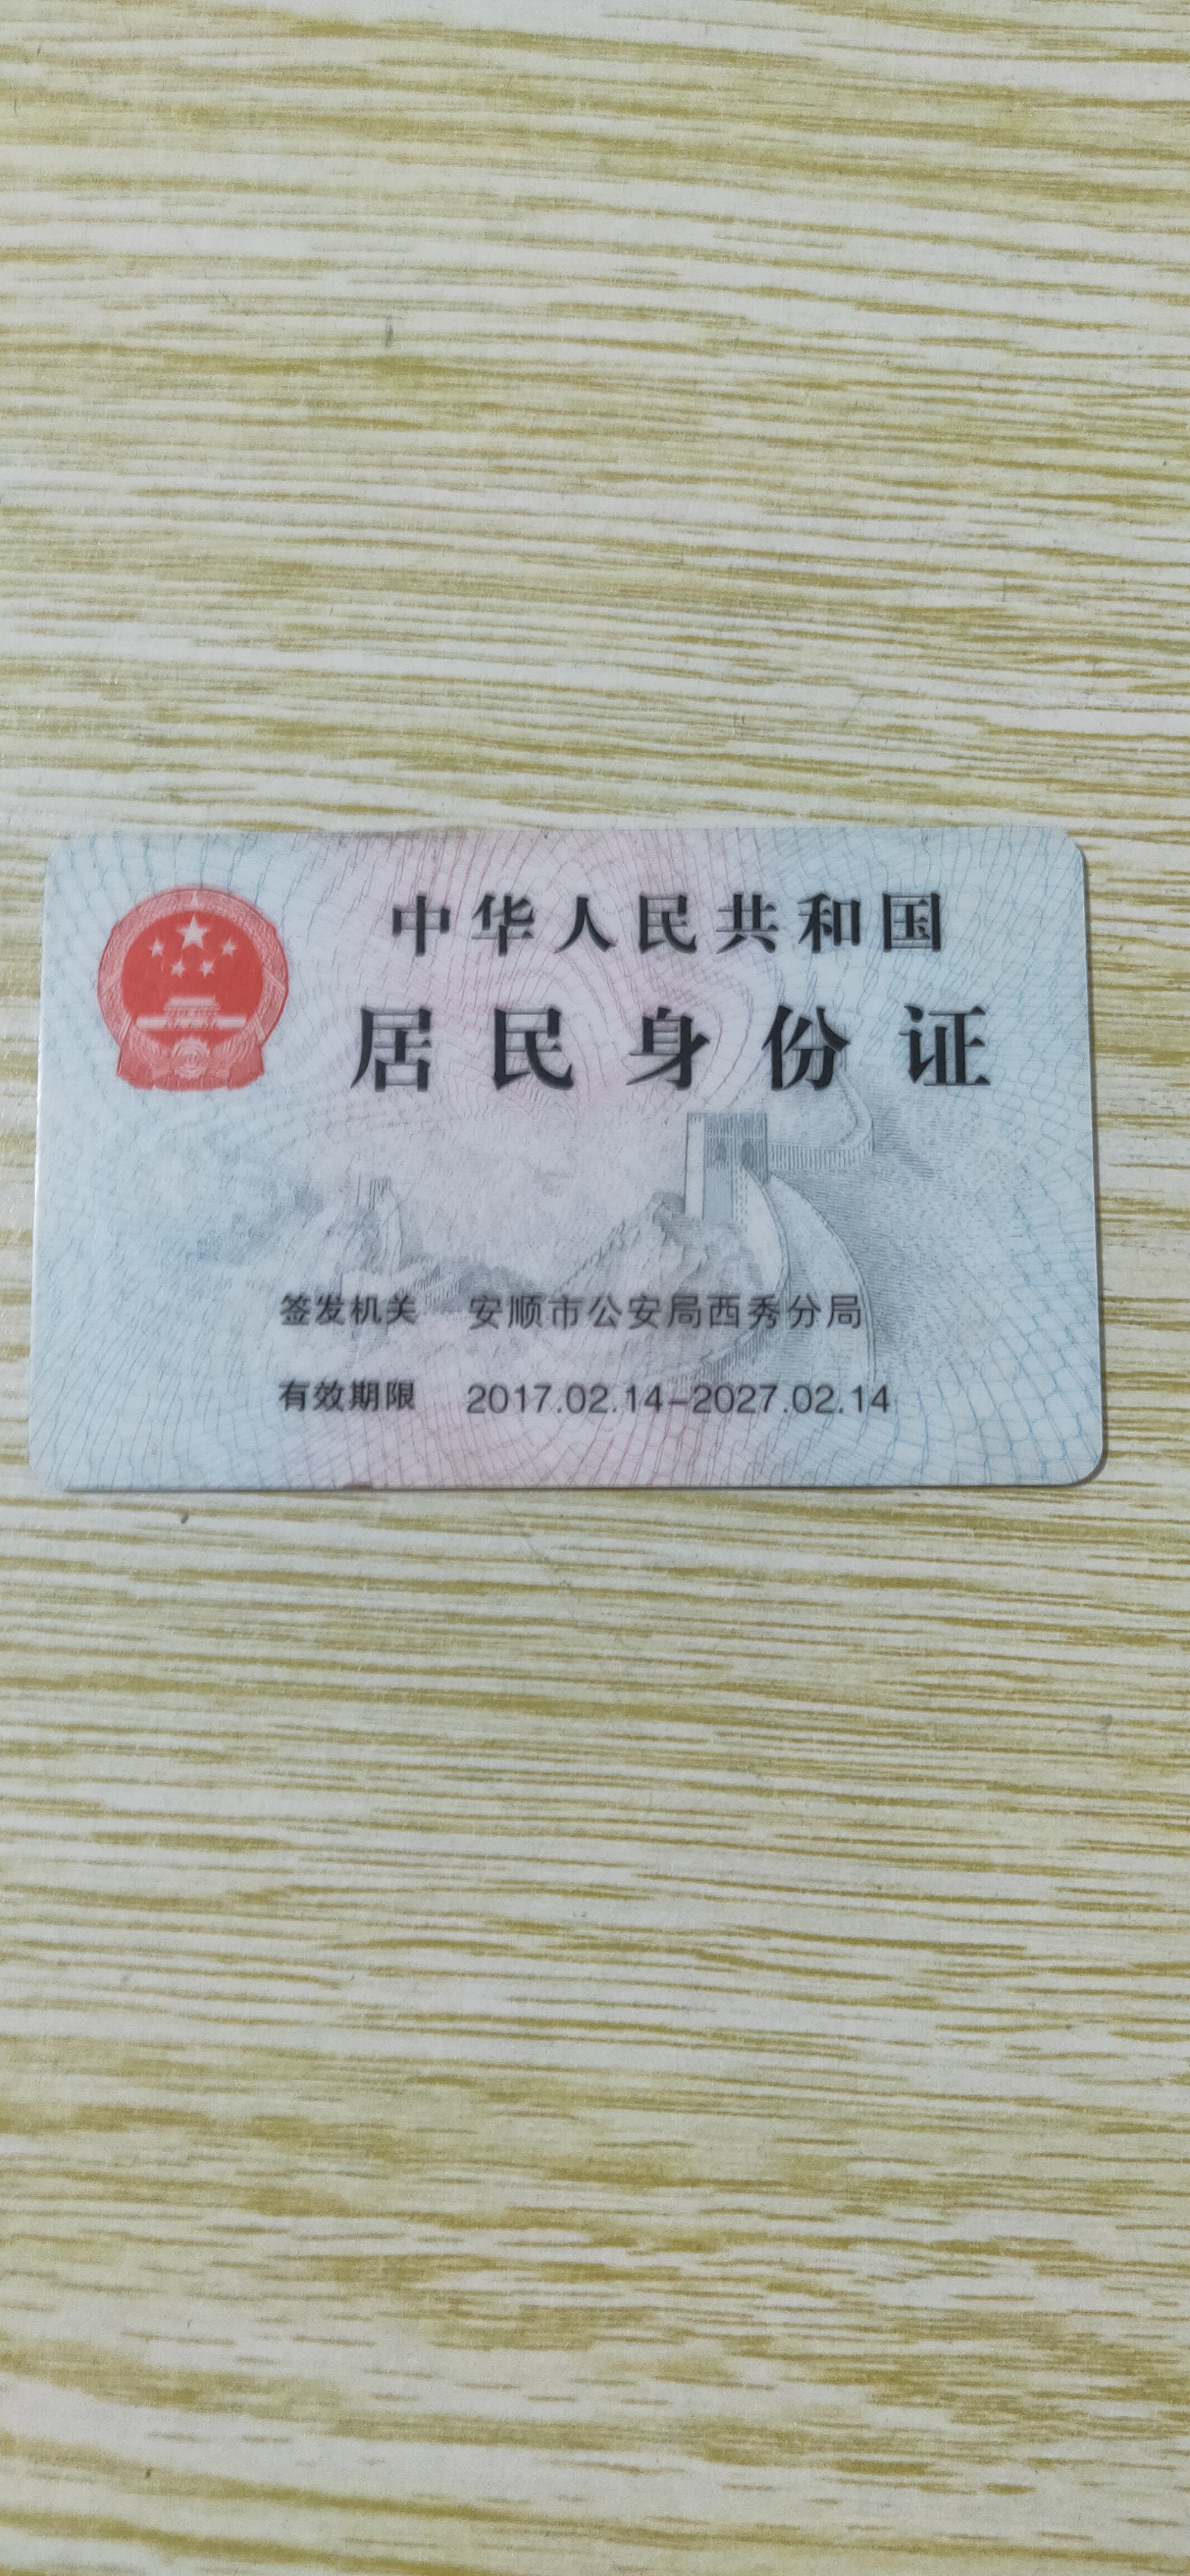 中华人民共和国
居民身份证
签发机关 安顺市公安局西秀分局
有效期限 2017.02.14-2027.02.14